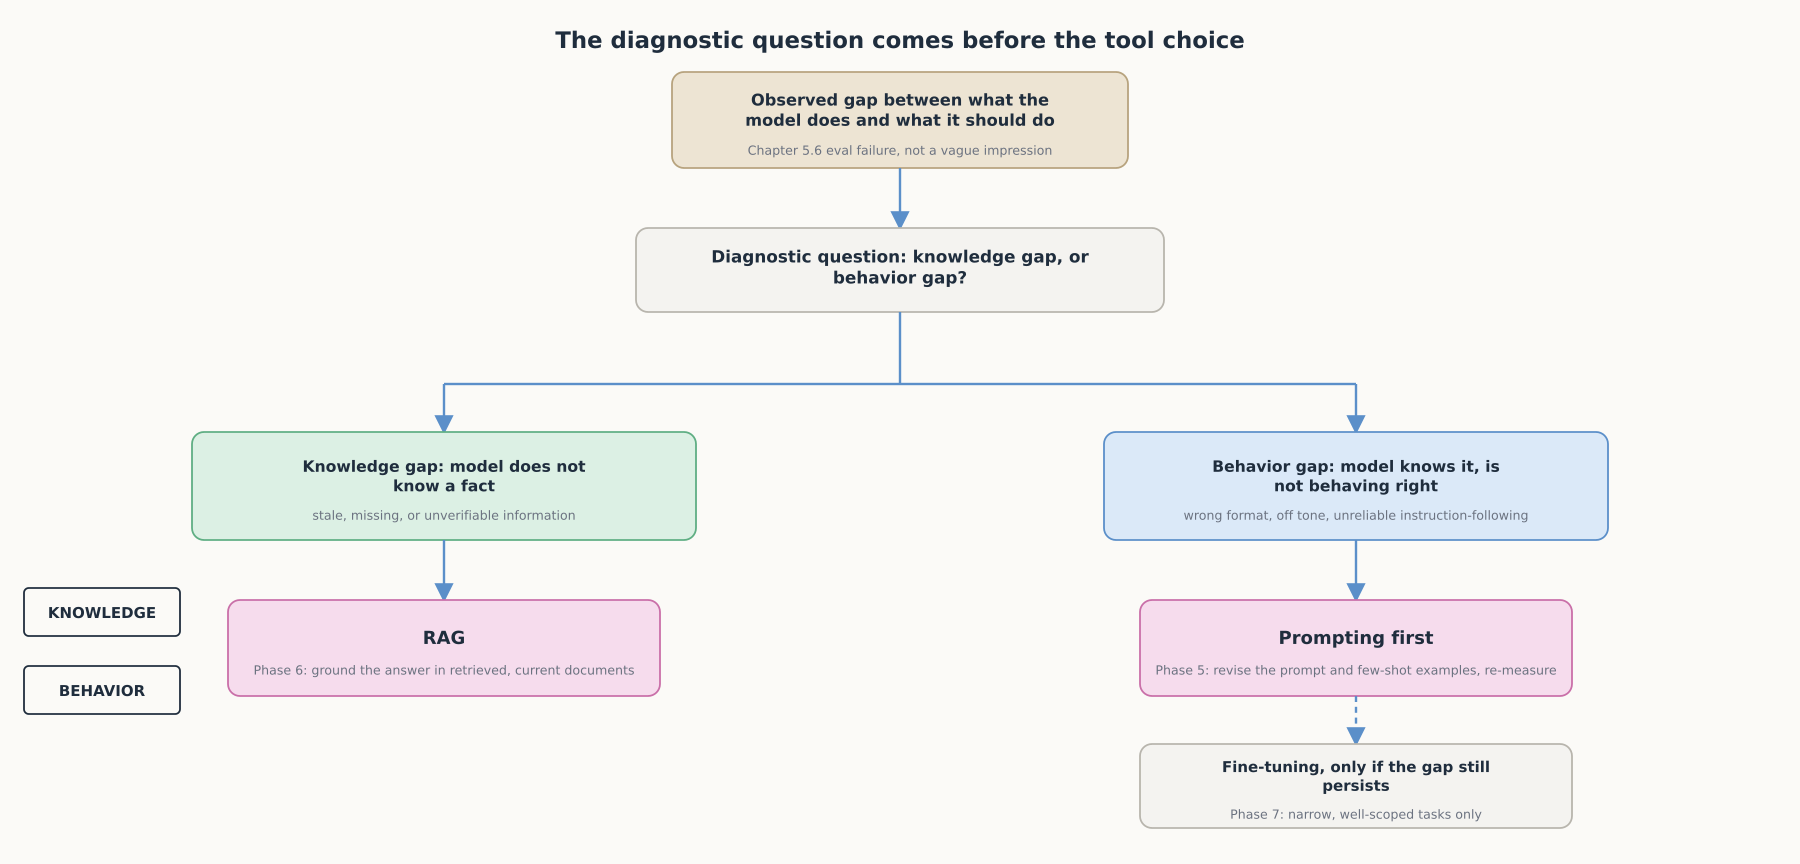 The diagnostic question comes before the tool choice
Observed gap between what the
model does and what it should do
Chapter 5.6 eval failure, not a vague impression
Diagnostic question: knowledge gap, or
behavior gap?
Knowledge gap: model does not
know a fact
stale, missing, or unverifiable information
Behavior gap: model knows it, is
not behaving right
wrong format, off tone, unreliable instruction-following
KNOWLEDGE
BEHAVIOR
RAG
Phase 6: ground the answer in retrieved, current documents
Prompting first
Phase 5: revise the prompt and few-shot examples, re-measure
Fine-tuning, only if the gap still
persists
Phase 7: narrow, well-scoped tasks only